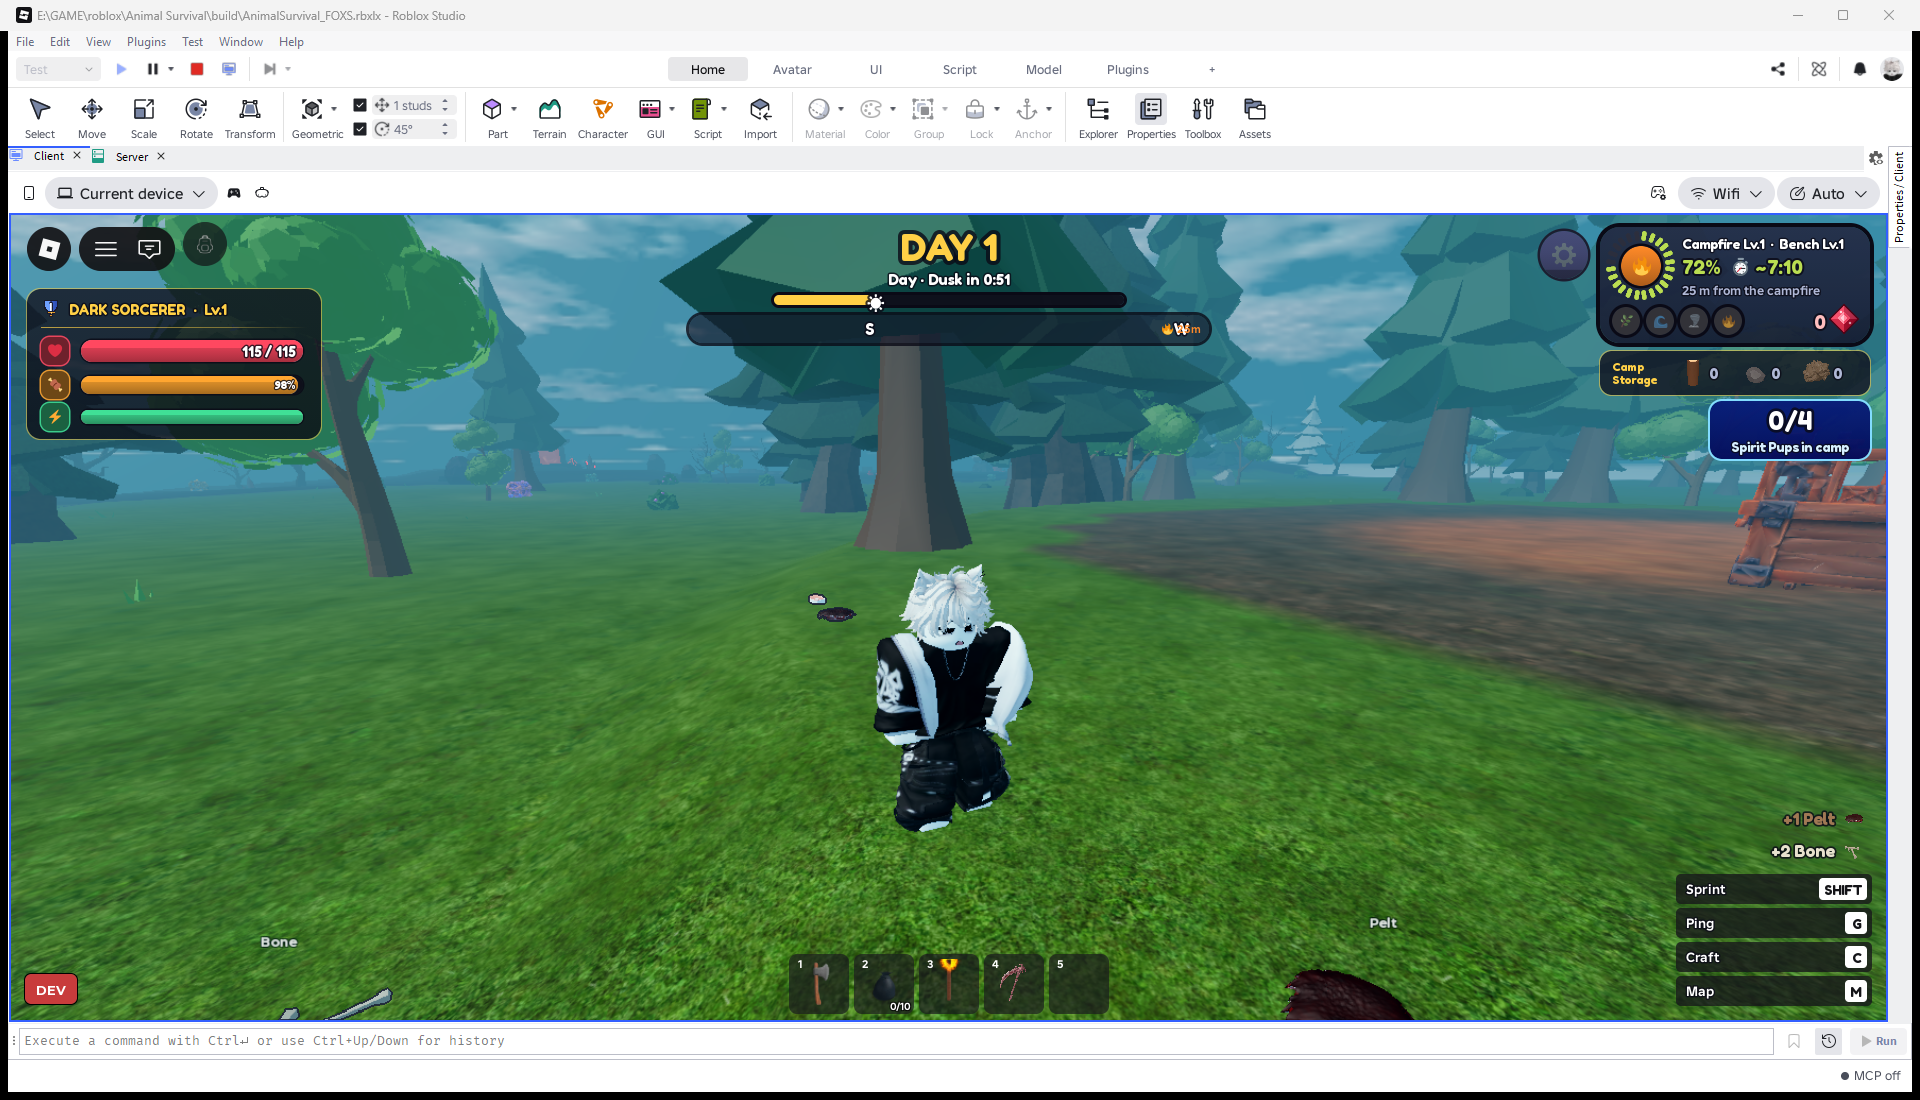 E:\GAME\roblox\Animal Survival\build\AnimalSurvival_FOXS.rbxlx - Roblox Studio
File Edit View Plugins Test Window Help
Test
Home Avatar UI Script Model Plugins +
1 studs
45°
Select Move Scale Rotate Transform Geometric Part Terrain Character GUI Script Import Material Color Group Lock Anchor Explorer Properties Toolbox Assets
Client Server
Properties / Client
Current device
Wifi Auto
DAY 1
Day · Dusk in 0:51
S W
DARK SORCERER · Lv.1
115 / 115
98%
Campfire Lv.1 · Bench Lv.1
72% ~7:10
25 m from the campfire
0
Camp Storage 0 0 0
0/4
Spirit Pups in camp
+1 Pelt
+2 Bone
Sprint SHIFT
Ping G
Craft C
Map M
Bone
Pelt
DEV
1 2 3 4 5
0/10
Execute a command with Ctrl↵ or use Ctrl+Up/Down for history
Run
MCP off